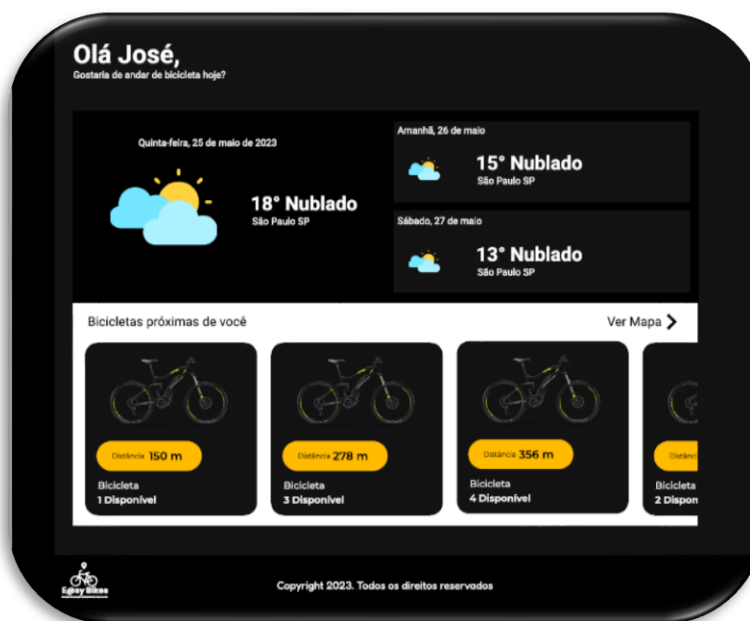 Olá José,
Gostaria de andar de bicicleta hoje?
Quinta-feira, 25 de maio de 2023
18° Nublado
São Paulo SP
Amanhã, 26 de maio
15° Nublado
São Paulo SP
Sábado, 27 de maio
13° Nublado
São Paulo SP
Bicicletas próximas de você
Ver Mapa
Distância 150 m
Bicicleta
1 Disponível
Distância 278 m
Bicicleta
3 Disponível
Distância 356 m
Bicicleta
4 Disponível
Distânc
Bicicleta
2 Dispon
E@sy Bikes
Copyright 2023. Todos os direitos reservados